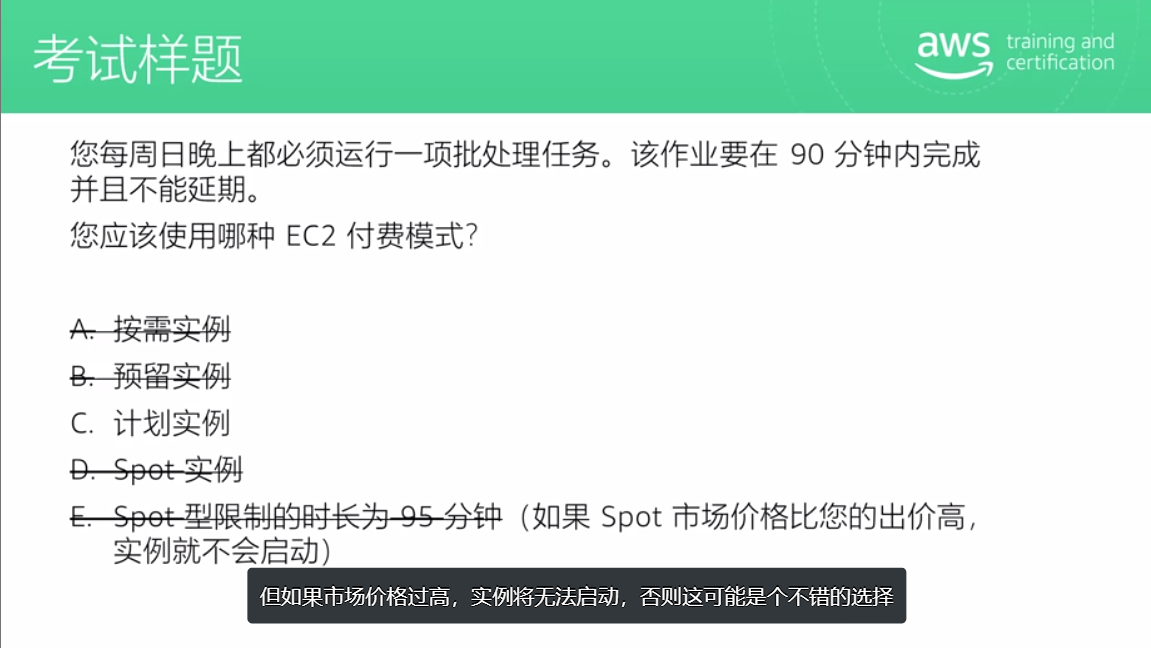 考试样题
aws training and
certification
您每周日晚上都必须运行一项批处理任务。该作业要在 90 分钟内完成
并且不能延期。
您应该使用哪种 EC2 付费模式？
A. 按需实例
B. 预留实例
C. 计划实例
D. Spot 实例
E. Spot 型限制的时长为 95 分钟（如果 Spot 市场价格比您的出价高，
实例就不会启动）
但如果市场价格过高，实例将无法启动，否则这可能是个不错的选择